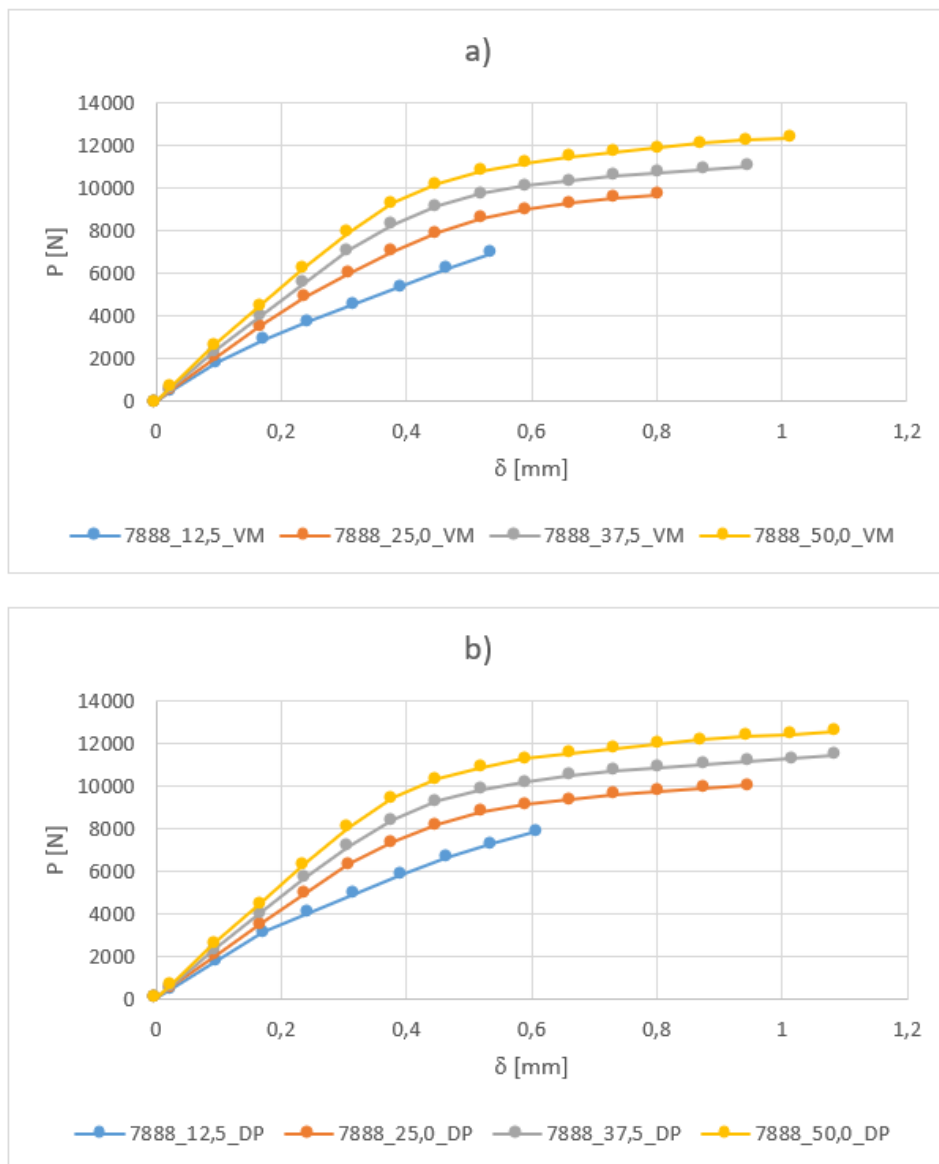 a)
14000
12000
10000
8000
6000
4000
2000
0
P [N]
0 0,2 0,4 0,6 0,8 1 1,2
δ [mm]
7888_12,5_VM 7888_25,0_VM 7888_37,5_VM 7888_50,0_VM
b)
14000
12000
10000
8000
6000
4000
2000
0
P [N]
0 0,2 0,4 0,6 0,8 1 1,2
δ [mm]
7888_12,5_DP 7888_25,0_DP 7888_37,5_DP 7888_50,0_DP